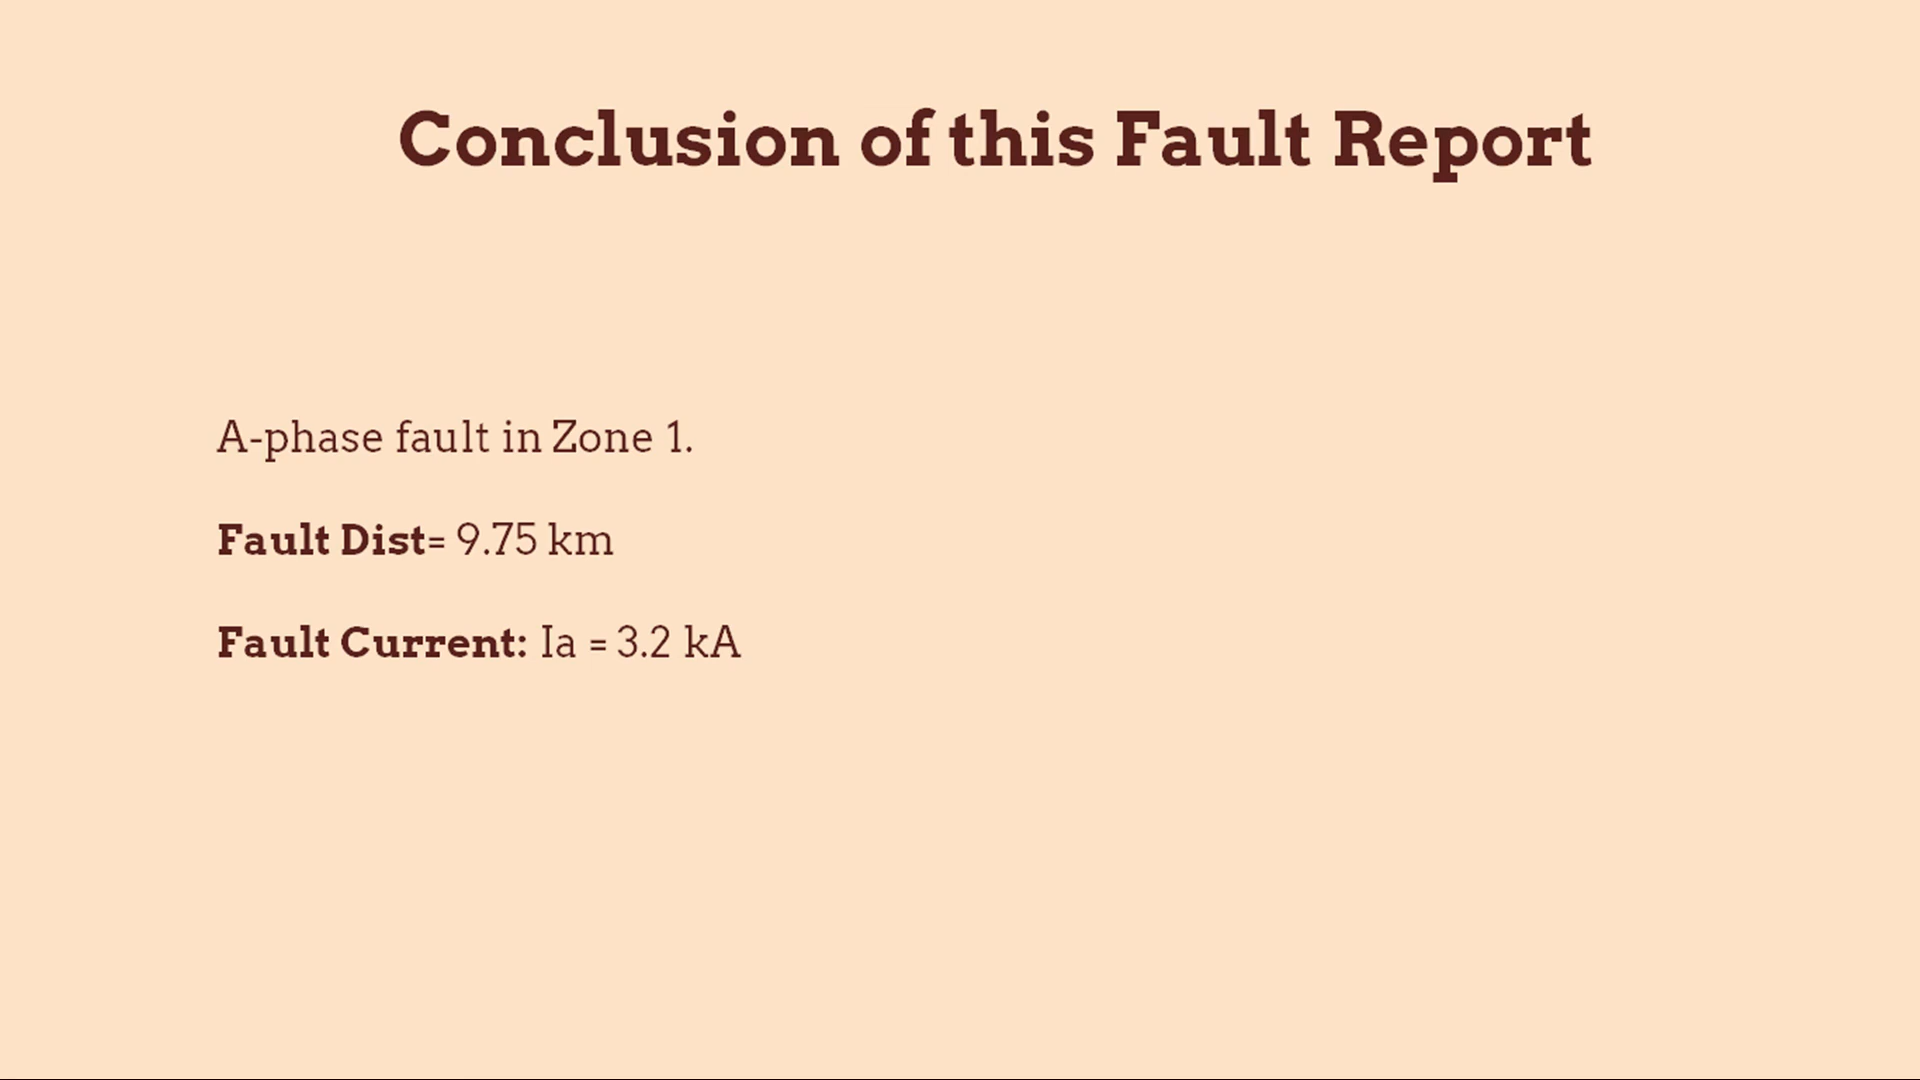 Conclusion of this Fault Report
A-phase fault in Zone 1.
Fault Dist= 9.75 km
Fault Current: Ia = 3.2 kA